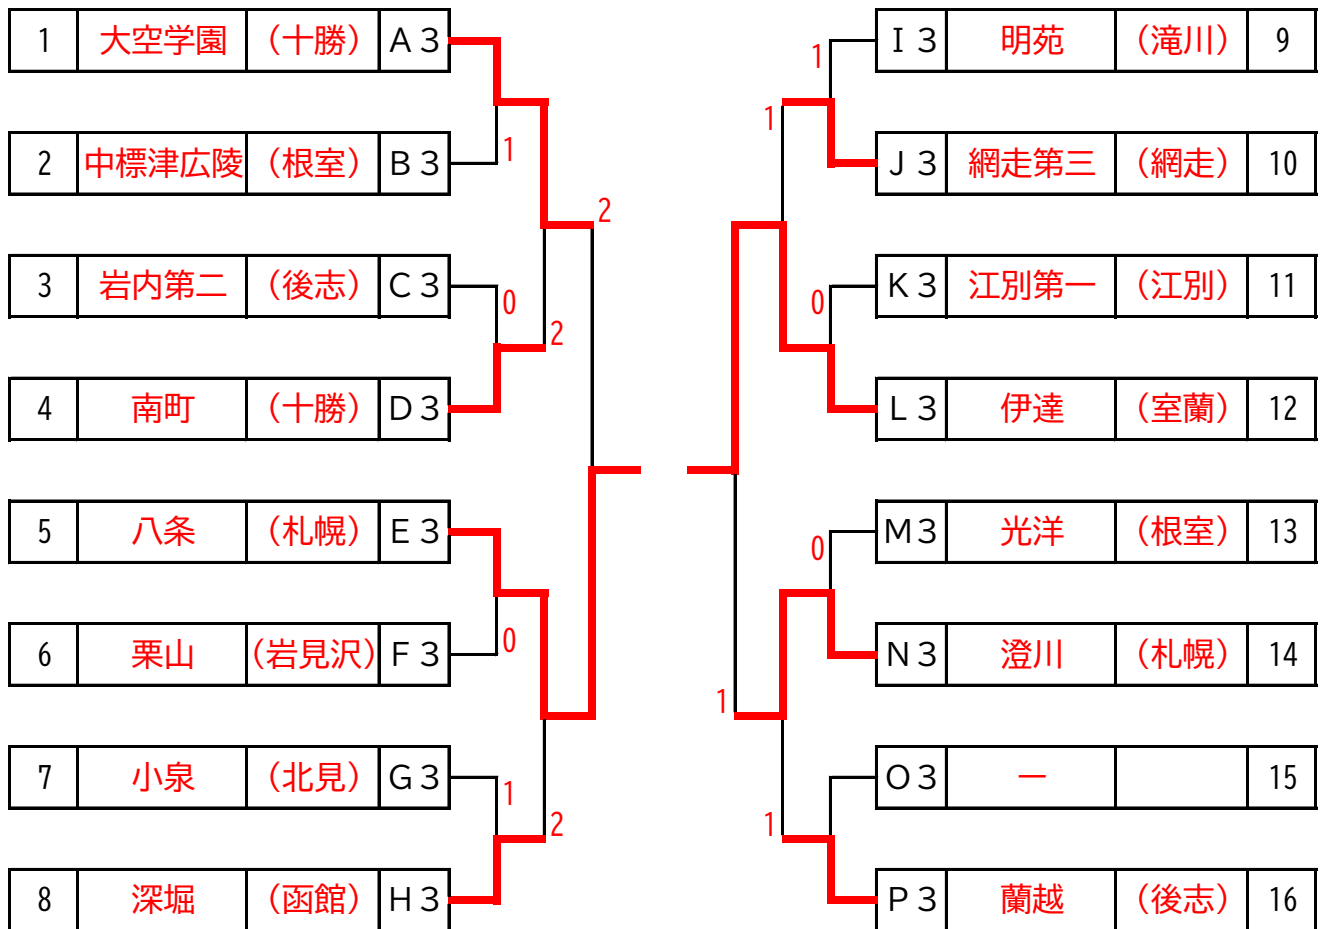 1 大空学園 (十勝) A3
1
2 中標津広陵 (根室) B3
2
3 岩内第二 (後志) C3
0
2
4 南町 (十勝) D3
5 八条 (札幌) E3
0
6 栗山 (岩見沢) F3
7 小泉 (北見) G3
1
2
8 深堀 (函館) H3
I3 明苑 (滝川) 9
1
1
J3 網走第三 (網走) 10
K3 江別第一 (江別) 11
0
L3 伊達 (室蘭) 12
M3 光洋 (根室) 13
0
N3 澄川 (札幌) 14
1
O3 ― 15
1
P3 蘭越 (後志) 16